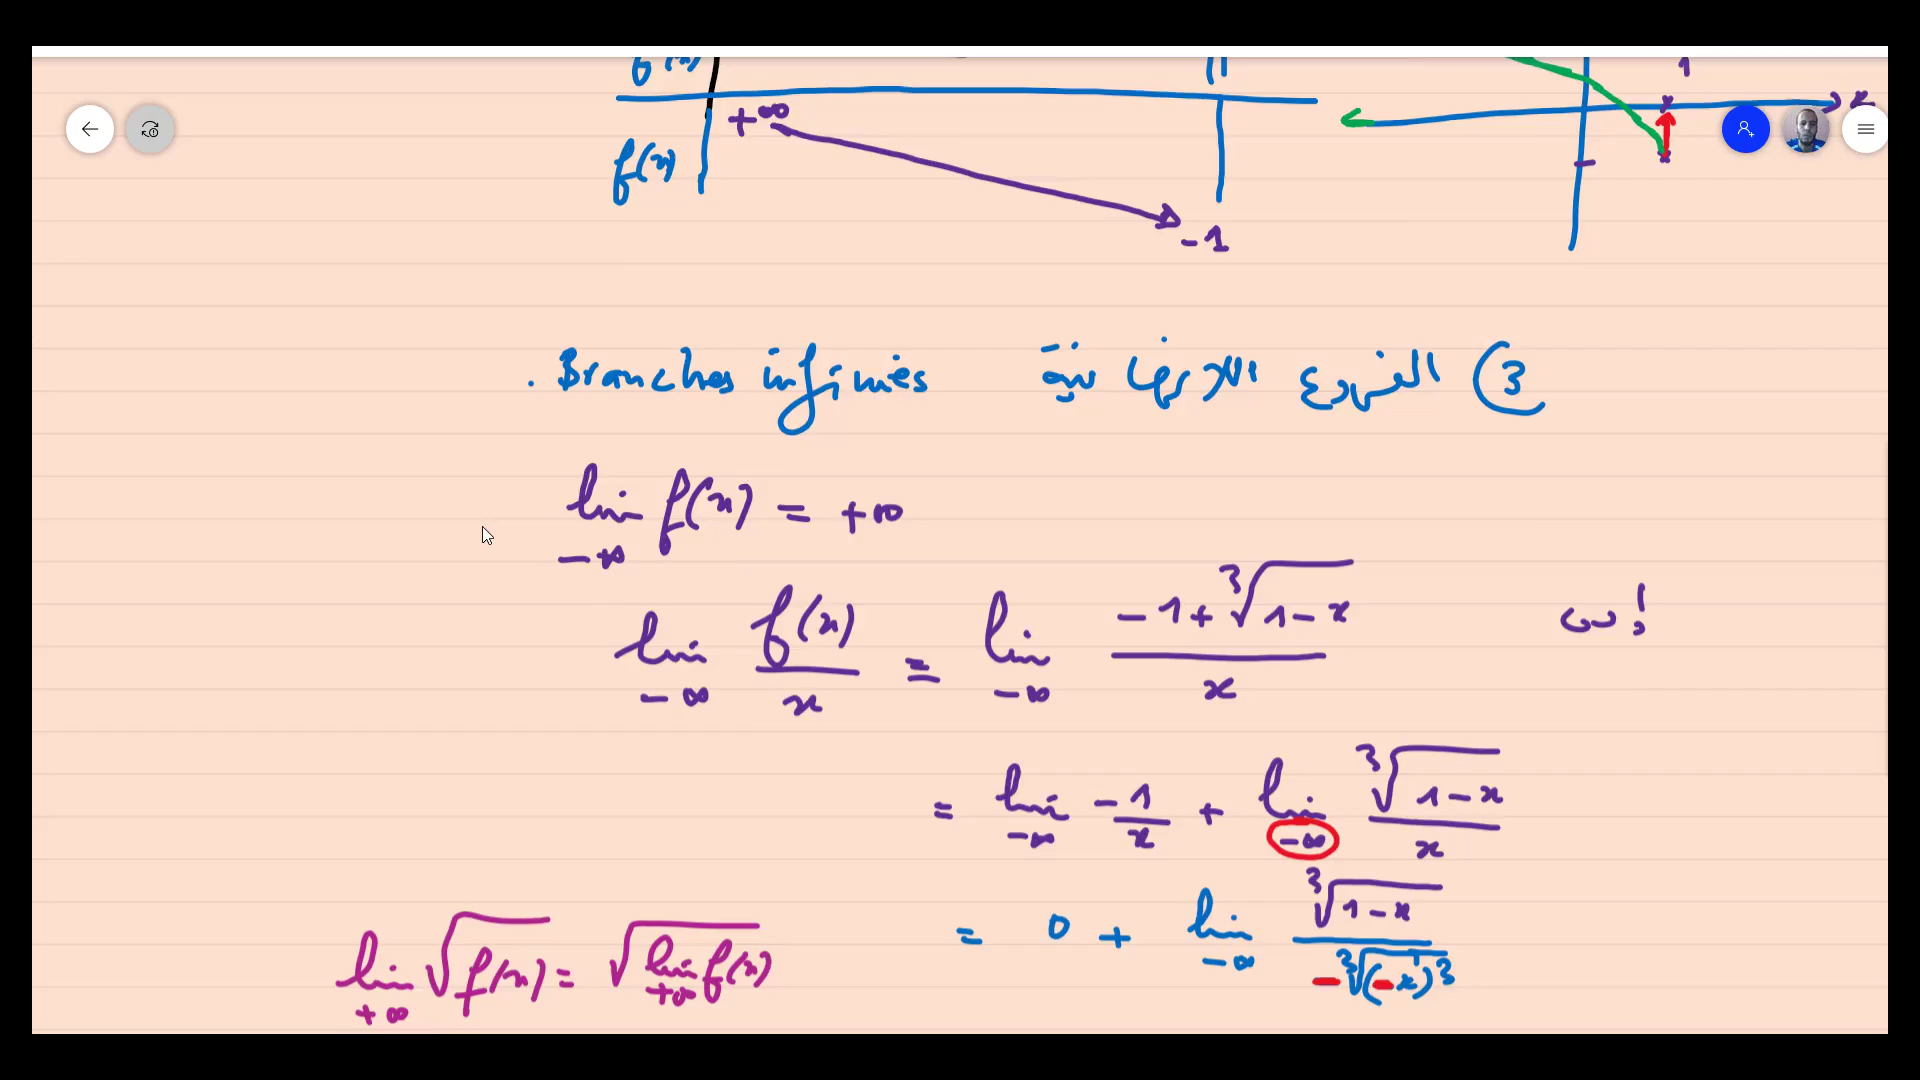 f'(x)
+∞
f(x)
-1
1
x
3) الفروع اللانهائية Branches infinies .
lim f(x) = +∞
-∞
lim f(x)/x = lim (-1+∛(1-x))/x
-∞ -∞
= lim -1/x + lim ∛(1-x)/x
-∞ -∞
= 0 + lim ∛(1-x)/-∛(-x)³
-∞
lim √f(x) = √lim f(x)
+∞ +∞